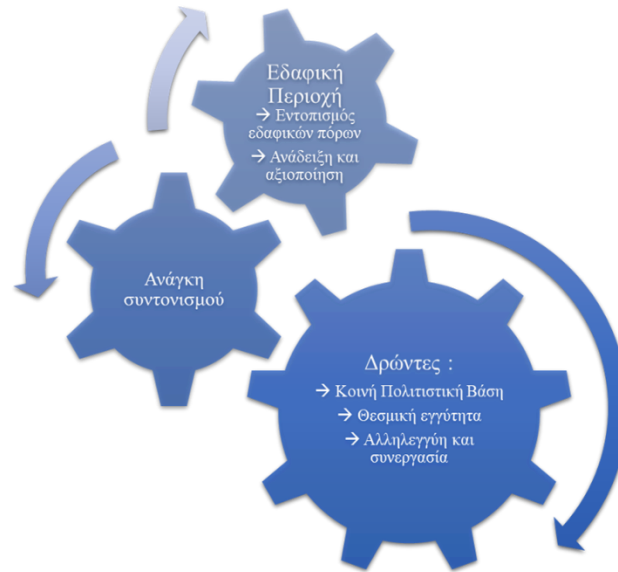 Εδαφική
Περιοχή
→ Εντοπισμός
εδαφικών πόρων
→ Ανάδειξη και
αξιοποίηση
Ανάγκη
συντονισμού
Δρώντες :
→ Κοινή Πολιτιστική Βάση
→ Θεσμική εγγύτητα
→ Αλληλεγγύη και
συνεργασία